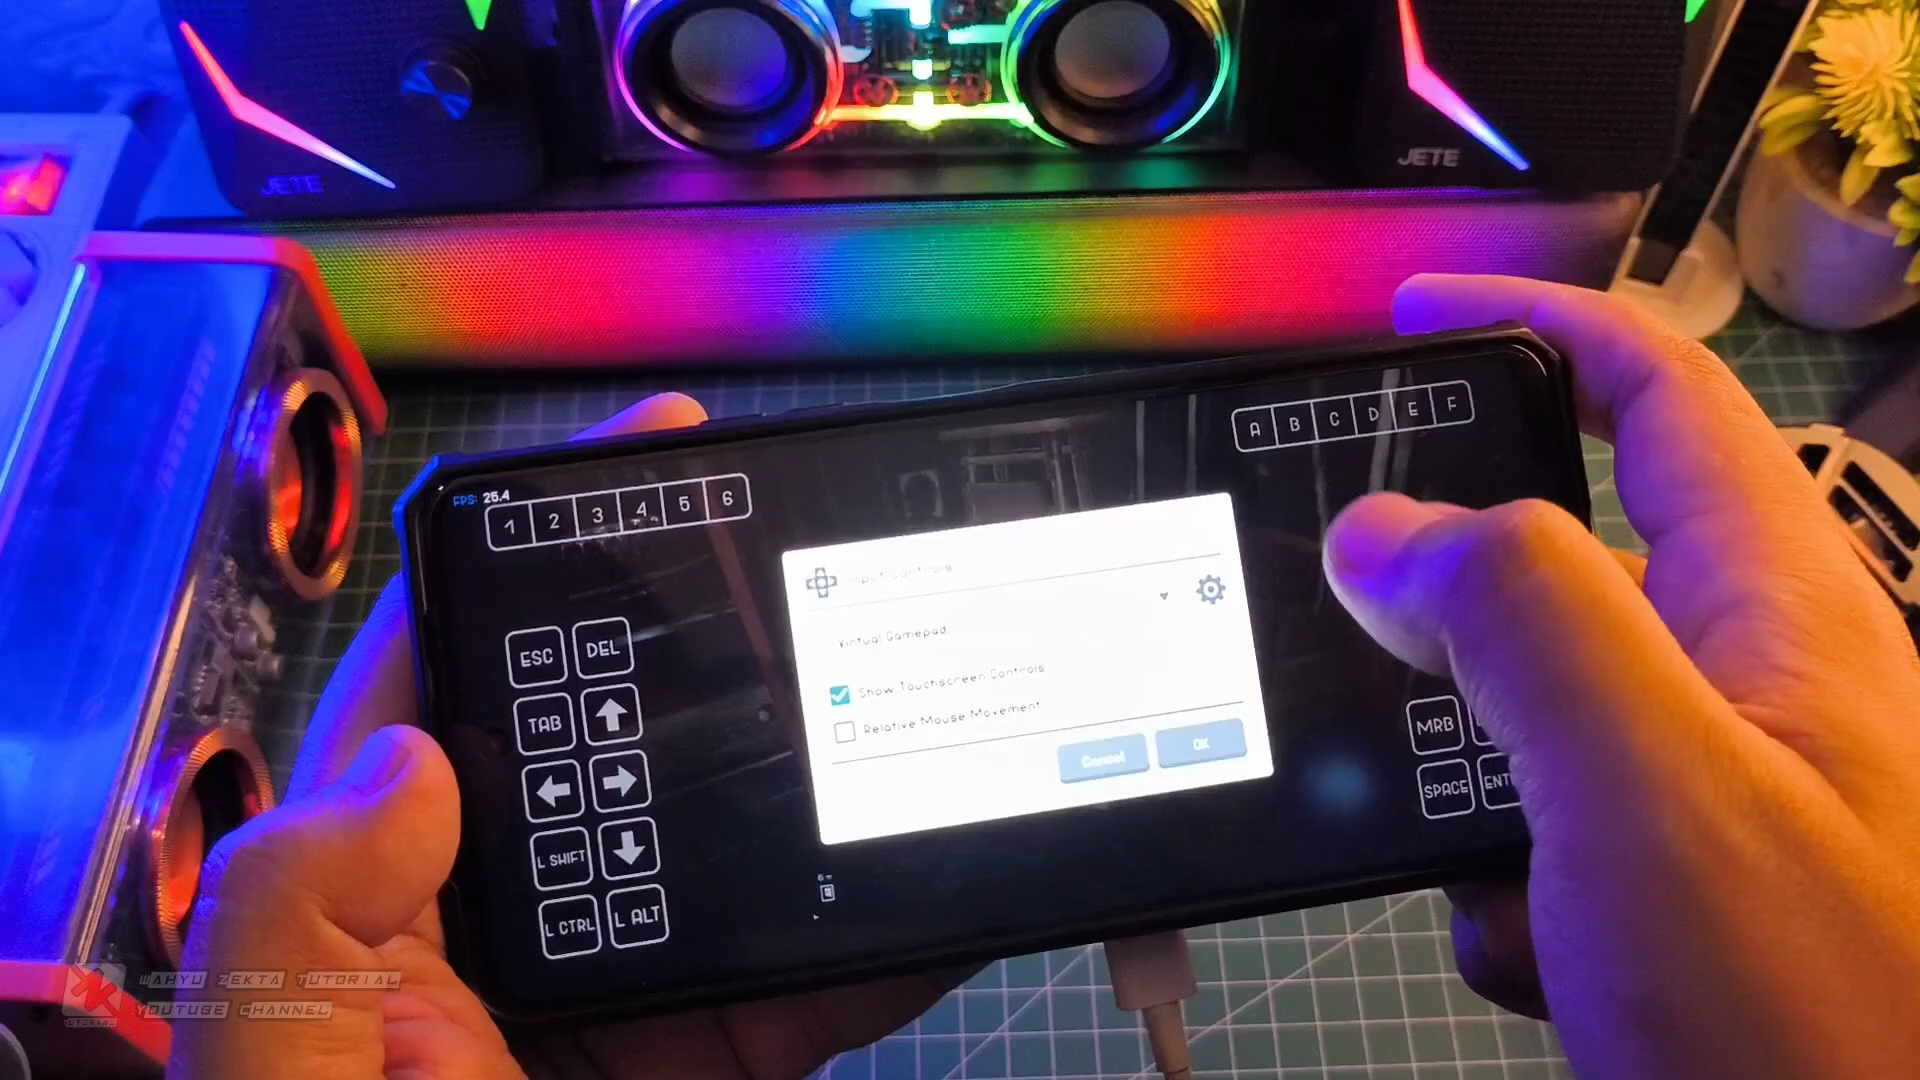 JETE
JETE
FPS: 25.4
1 2 3 4 5 6
A B C D E F
Input Controls
Virtual Gamepad
Show Touchscreen Controls
Relative Mouse Movement
Cancel OK
ESC DEL
TAB
L SHIFT
L CTRL L ALT
MRB
SPACE
WAHYU ZEKTA TUTORIAL
YOUTUBE CHANNEL